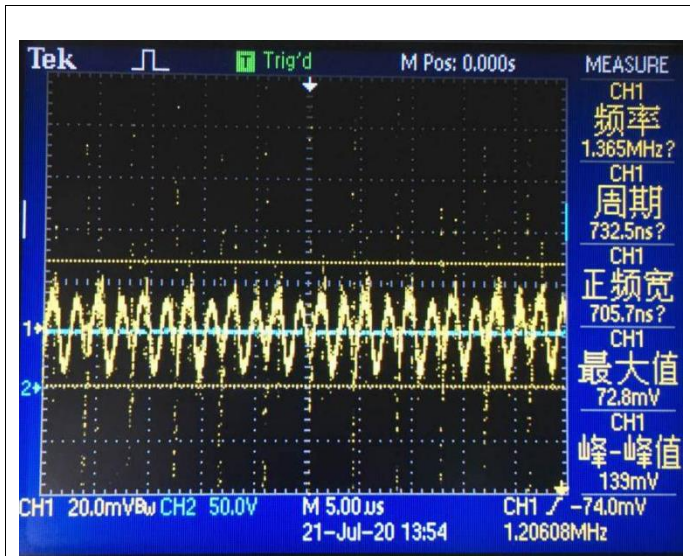 Tek T Trig'd M Pos: 0.000s MEASURE
CH1
频率
1.365MHz?
CH1
周期
732.5ns?
CH1
正频宽
705.7ns?
CH1
最大值
72.8mV
CH1
峰-峰值
139mV
1
2
CH1 20.0mVBW CH2 50.0V M 5.00μs CH1 -74.0mV
21-Jul-20 13:54 1.20608MHz